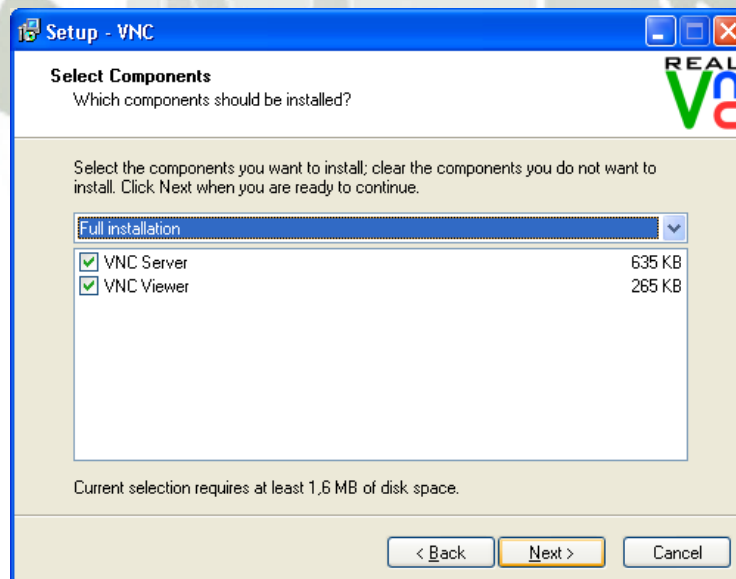 Setup - VNC
Select Components
Which components should be installed?
REAL
vnc
Select the components you want to install; clear the components you do not want to
install. Click Next when you are ready to continue.
Full installation
VNC Server 635 KB
VNC Viewer 265 KB
Current selection requires at least 1,6 MB of disk space.
< Back Next > Cancel